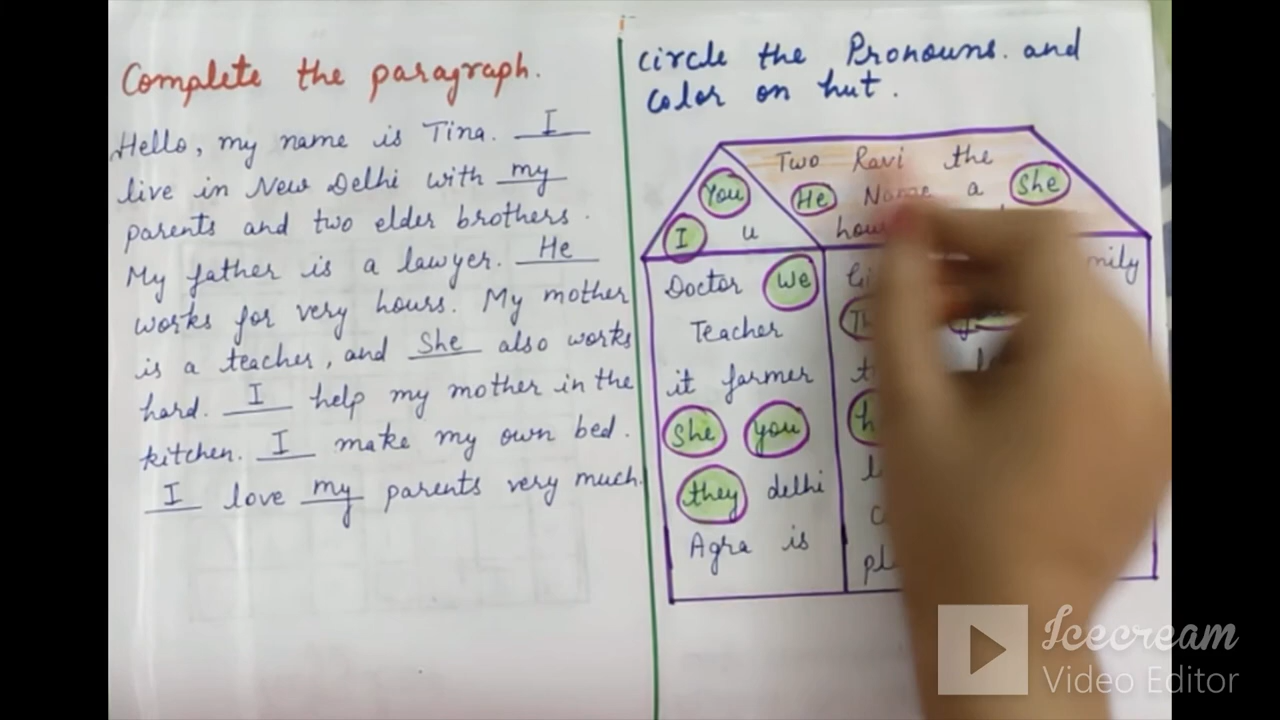 Complete the paragraph.
Hello, my name is Tina. I
live in New Delhi with my
parents and two elder brothers.
My father is a lawyer. He
works for very hours. My mother
is a teacher, and She also works
hard. I help my mother in the
kitchen. I make my own bed.
I love my parents very much.
circle the Pronouns. and
color on hut.
You
I u
Two Ravi the
He Name a She
Doctor We
Teacher
it farmer
She you
they delhi
Agra is
Icecream
Video Editor